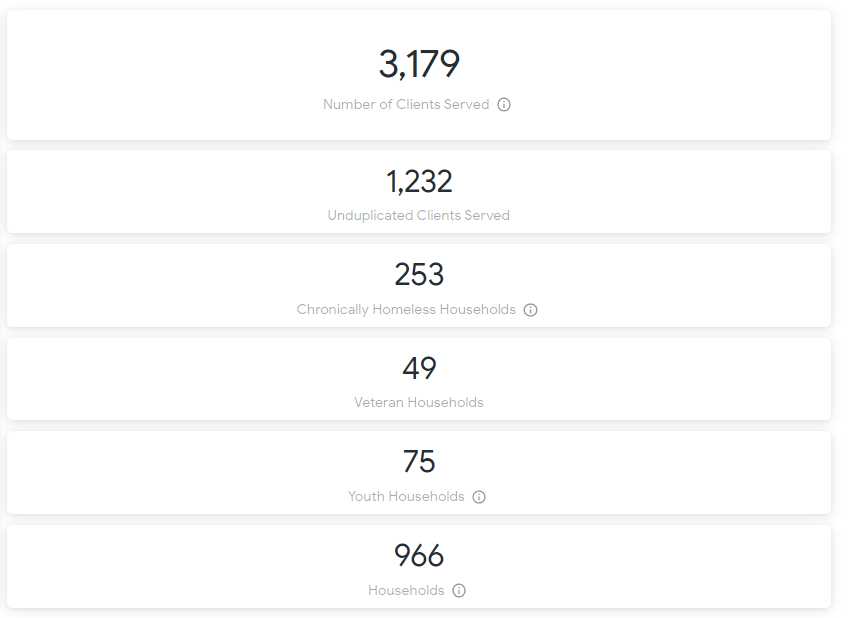 3,179
Number of Clients Served
1,232
Unduplicated Clients Served
253
Chronically Homeless Households
49
Veteran Households
75
Youth Households
966
Households